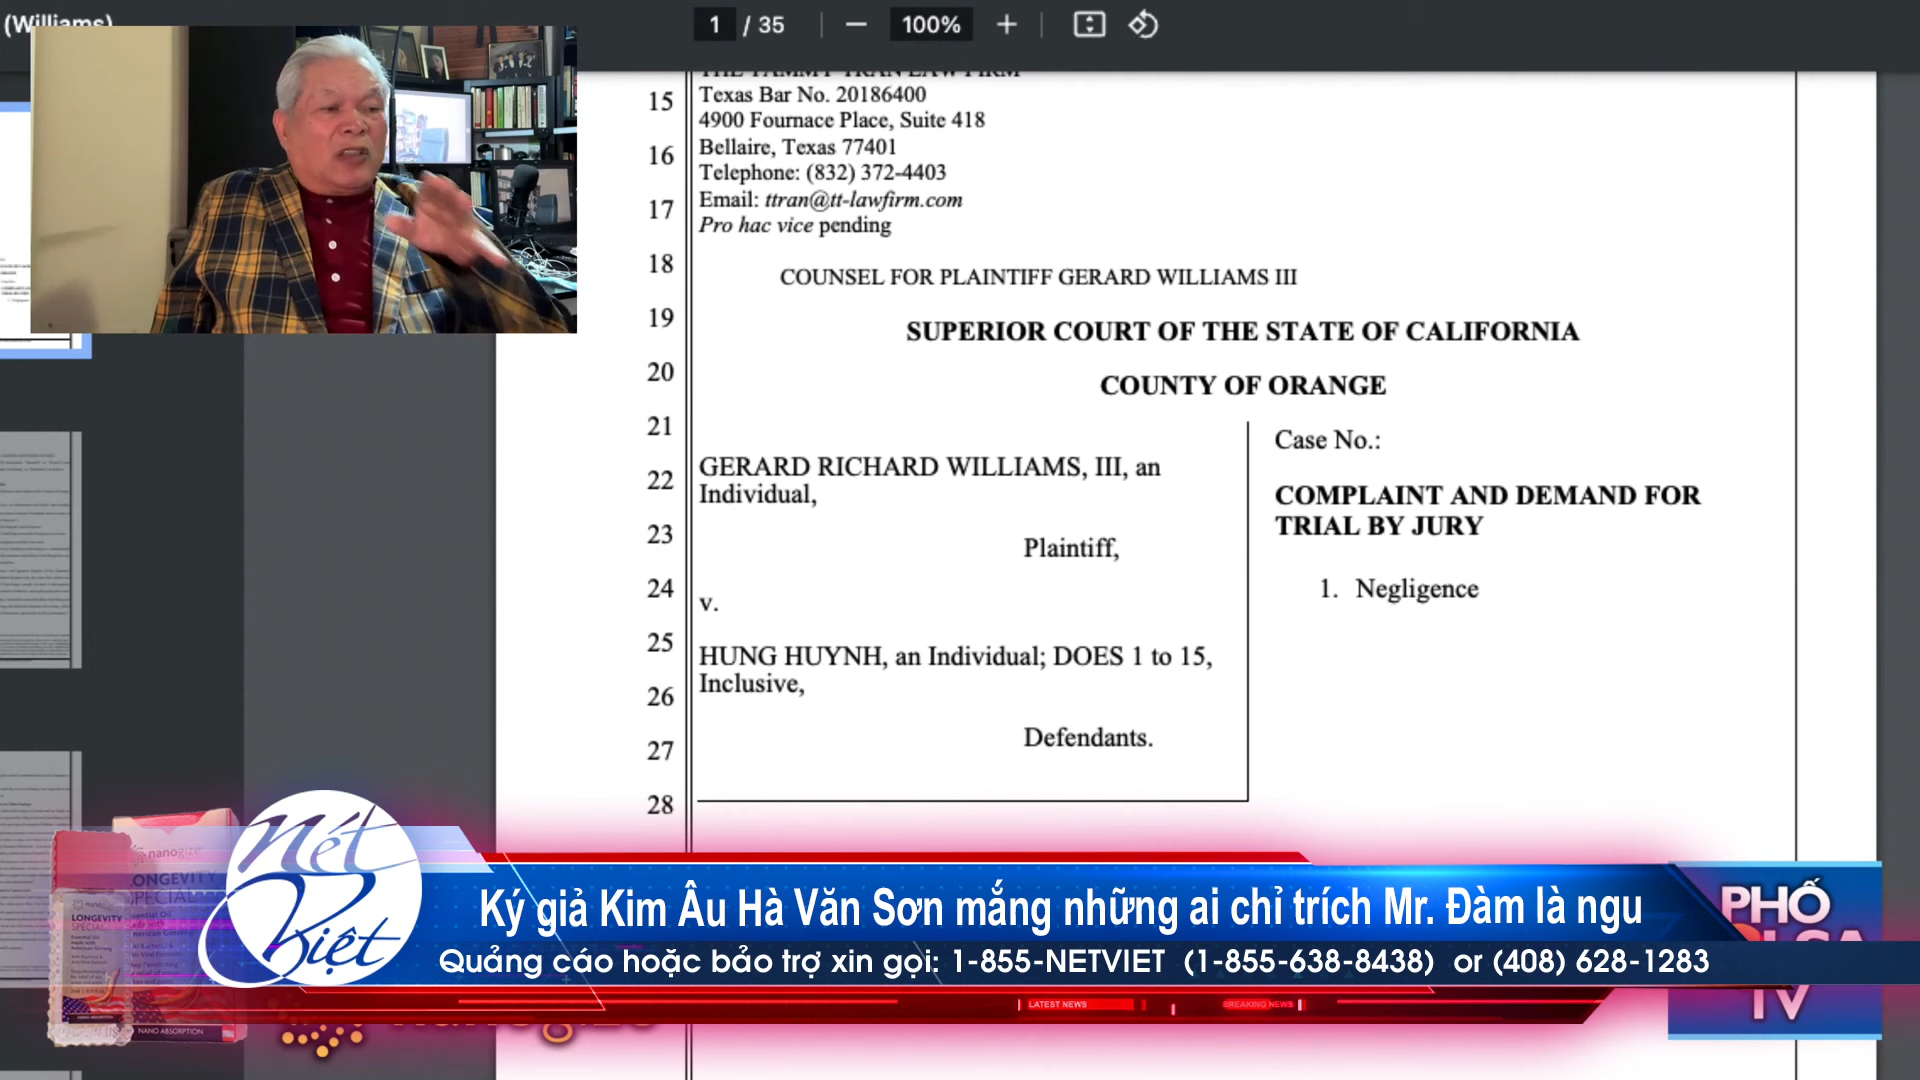 (Williams)
1 / 35
100%
THE TAMMY TRAN LAW FIRM
15
Texas Bar No. 20186400
4900 Fournace Place, Suite 418
16
Bellaire, Texas 77401
Telephone: (832) 372-4403
17
Email: ttran@tt-lawfirm.com
Pro hac vice pending
18
COUNSEL FOR PLAINTIFF GERARD WILLIAMS III
19
SUPERIOR COURT OF THE STATE OF CALIFORNIA
20
COUNTY OF ORANGE
21
Case No.:
22
GERARD RICHARD WILLIAMS, III, an
Individual,
COMPLAINT AND DEMAND FOR
TRIAL BY JURY
23
Plaintiff,
24
v.
1. Negligence
25
HUNG HUYNH, an Individual; DOES 1 to 15,
Inclusive,
26
27
Defendants.
28
Nét Việt
Ký giả Kim Âu Hà Văn Sơn mắng những ai chỉ trích Mr. Đàm là ngu
Quảng cáo hoặc bảo trợ xin gọi: 1-855-NETVIET (1-855-638-8438) or (408) 628-1283
LATEST NEWS
BREAKING NEWS
PHỐ
TV
nanogize
LONGEVITY
SPECIAL
LONGEVITY
SPECIAL
NANO ABSORPTION